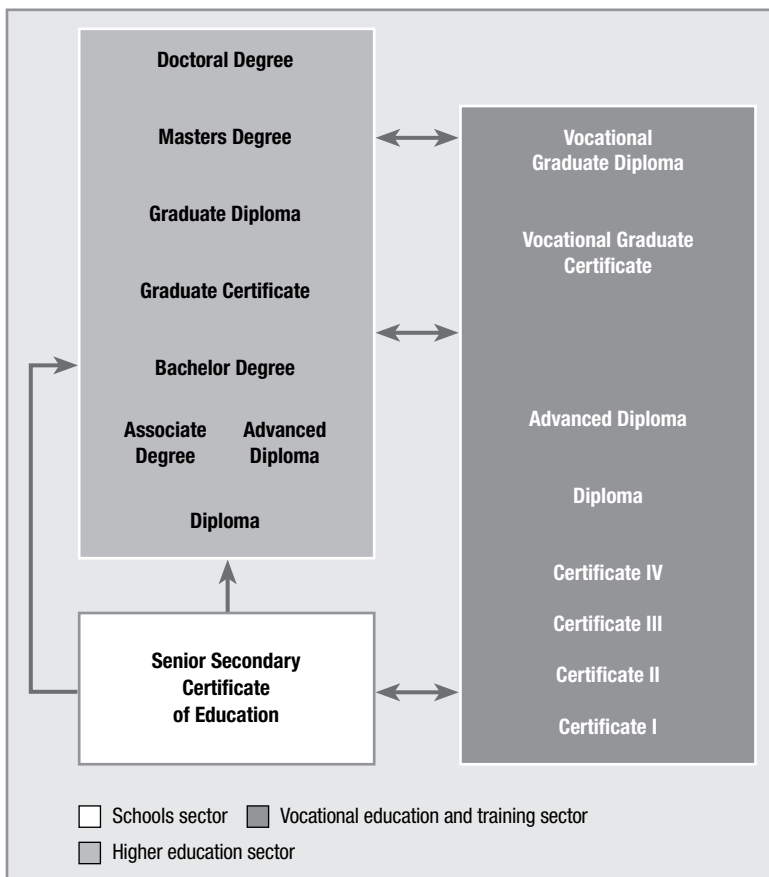 Doctoral Degree
Masters Degree
Graduate Diploma
Graduate Certificate
Bachelor Degree
Associate
Degree
Advanced
Diploma
Diploma
Senior Secondary
Certificate
of Education
Vocational
Graduate Diploma
Vocational Graduate
Certificate
Advanced Diploma
Diploma
Certificate IV
Certificate III
Certificate II
Certificate I
Schools sector
Vocational education and training sector
Higher education sector